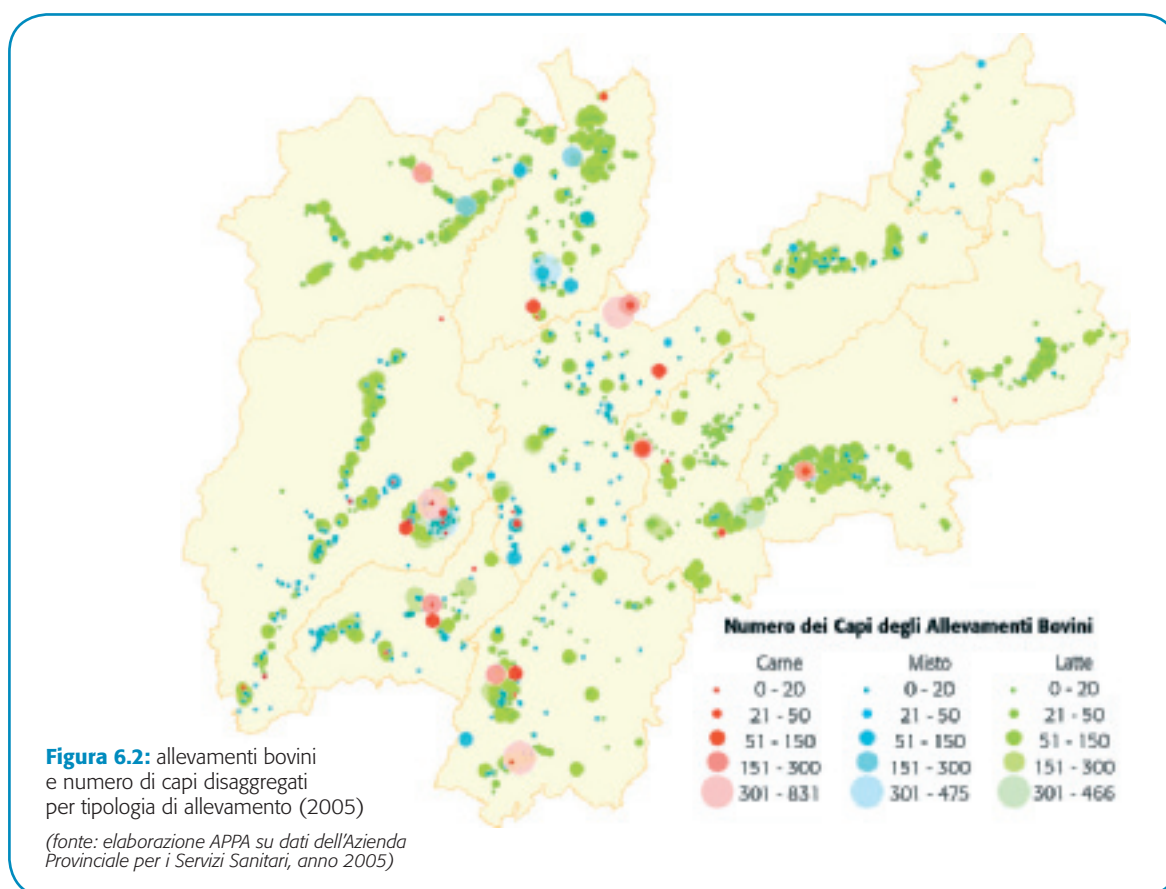 Numero dei Capi degli Allevamenti Bovini
Carne Misto Latte
0 - 20 0 - 20 0 - 20
21 - 50 21 - 50 21 - 50
51 - 150 51 - 150 51 - 150
151 - 300 151 - 300 151 - 300
301 - 831 301 - 475 301 - 466
Figura 6.2: allevamenti bovini
e numero di capi disaggregati
per tipologia di allevamento (2005)
(fonte: elaborazione APPA su dati dell'Azienda
Provinciale per i Servizi Sanitari, anno 2005)